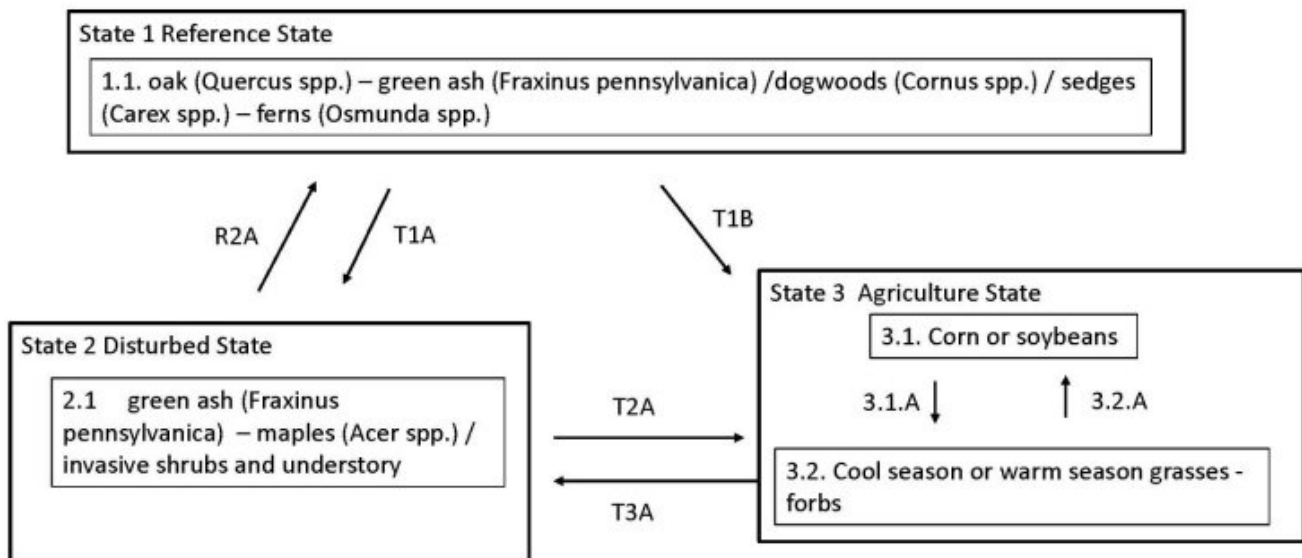 State 1 Reference State
1.1. oak (Quercus spp.) – green ash (Fraxinus pennsylvanica) /dogwoods (Cornus spp.) / sedges
(Carex spp.) – ferns (Osmunda spp.)
R2A
T1A
T1B
State 2 Disturbed State
2.1 green ash (Fraxinus
pennsylvanica) – maples (Acer spp.) /
invasive shrubs and understory
T2A
T3A
State 3 Agriculture State
3.1. Corn or soybeans
3.1.A
3.2.A
3.2. Cool season or warm season grasses -
forbs